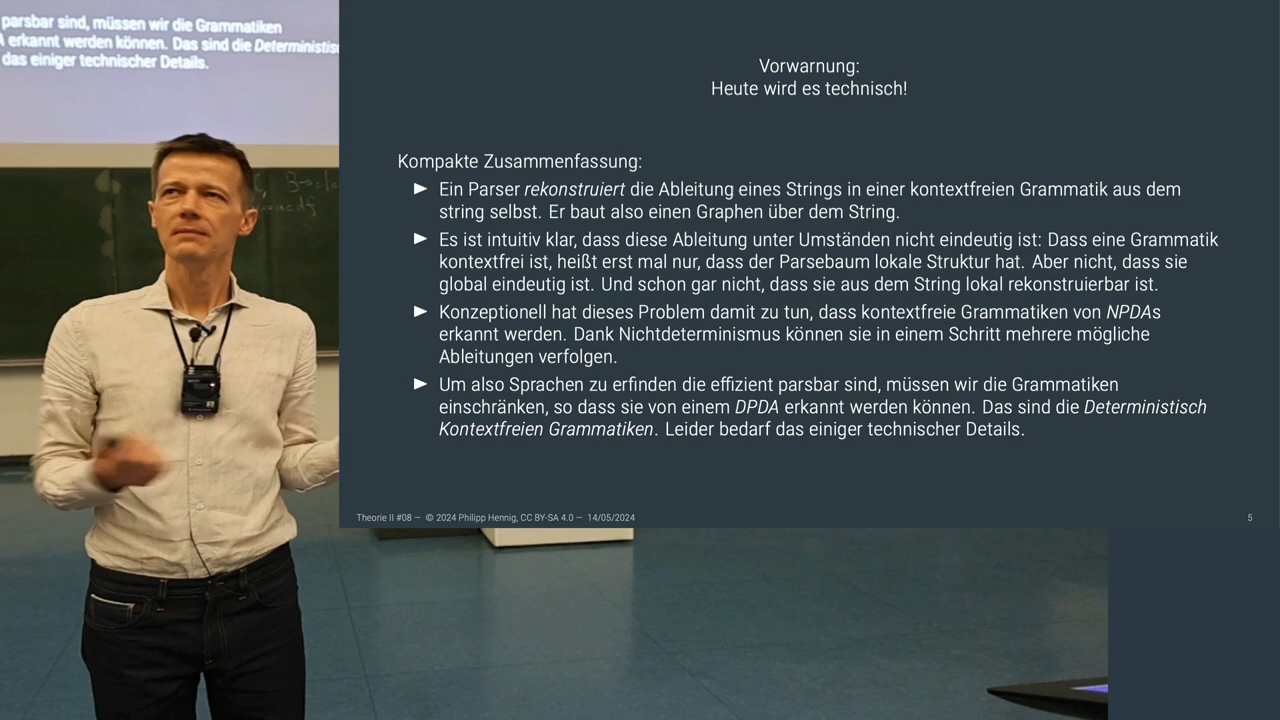 parsbar sind, müssen wir die Grammatiken
erkannt werden können. Das sind die
das einiger technischer Details.
Vorwarnung:
Heute wird es technisch!
Kompakte Zusammenfassung:
► Ein Parser rekonstruiert die Ableitung eines Strings in einer kontextfreien Grammatik aus dem
string selbst. Er baut also einen Graphen über dem String.
► Es ist intuitiv klar, dass diese Ableitung unter Umständen nicht eindeutig ist: Dass eine Grammatik
kontextfrei ist, heißt erst mal nur, dass der Parsebaum lokale Struktur hat. Aber nicht, dass sie
global eindeutig ist. Und schon gar nicht, dass sie aus dem String lokal rekonstruierbar ist.
► Konzeptionell hat dieses Problem damit zu tun, dass kontextfreie Grammatiken von NPDAs
erkannt werden. Dank Nichtdeterminismus können sie in einem Schritt mehrere mögliche
Ableitungen verfolgen.
► Um also Sprachen zu erfinden die effizient parsbar sind, müssen wir die Grammatiken
einschränken, so dass sie von einem DPDA erkannt werden können. Das sind die Deterministisch
Kontextfreien Grammatiken. Leider bedarf das einiger technischer Details.
Theorie II #08 — © 2024 Philipp Hennig, CC BY-SA 4.0 — 14/05/2024
5